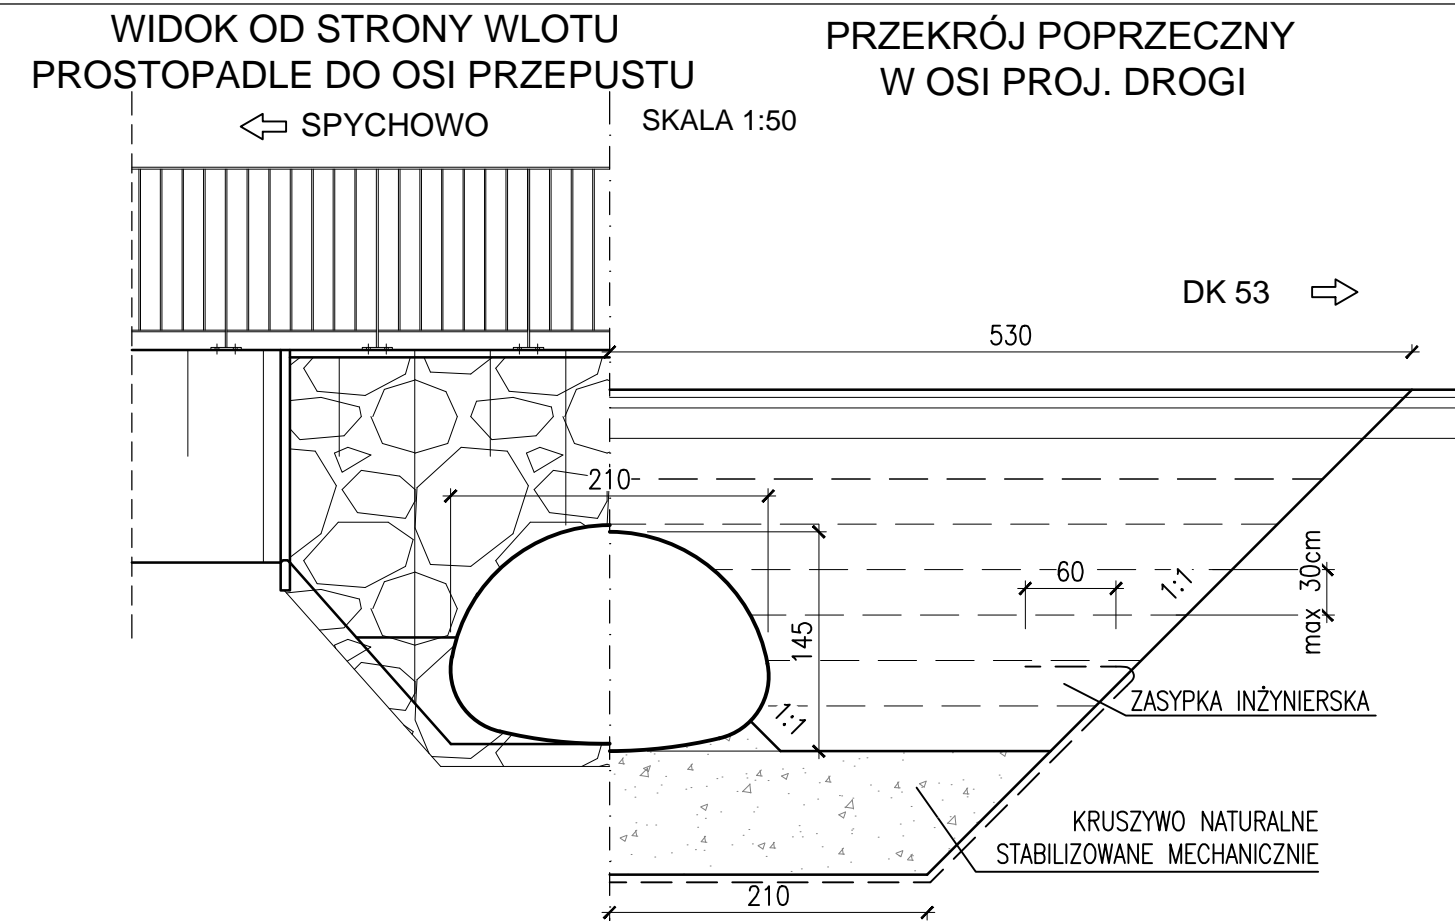 WIDOK OD STRONY WLOTU
PROSTOPADLE DO OSI PRZEPUSTU
PRZEKRÓJ POPRZECZNY
W OSI PROJ. DROGI
SPYCHOWO
SKALA 1:50
DK 53
530
210
60
1:1
max 30cm
145
ZASYPKA INŻYNIERSKA
1:1
KRUSZYWO NATURALNE
STABILIZOWANE MECHANICZNIE
210